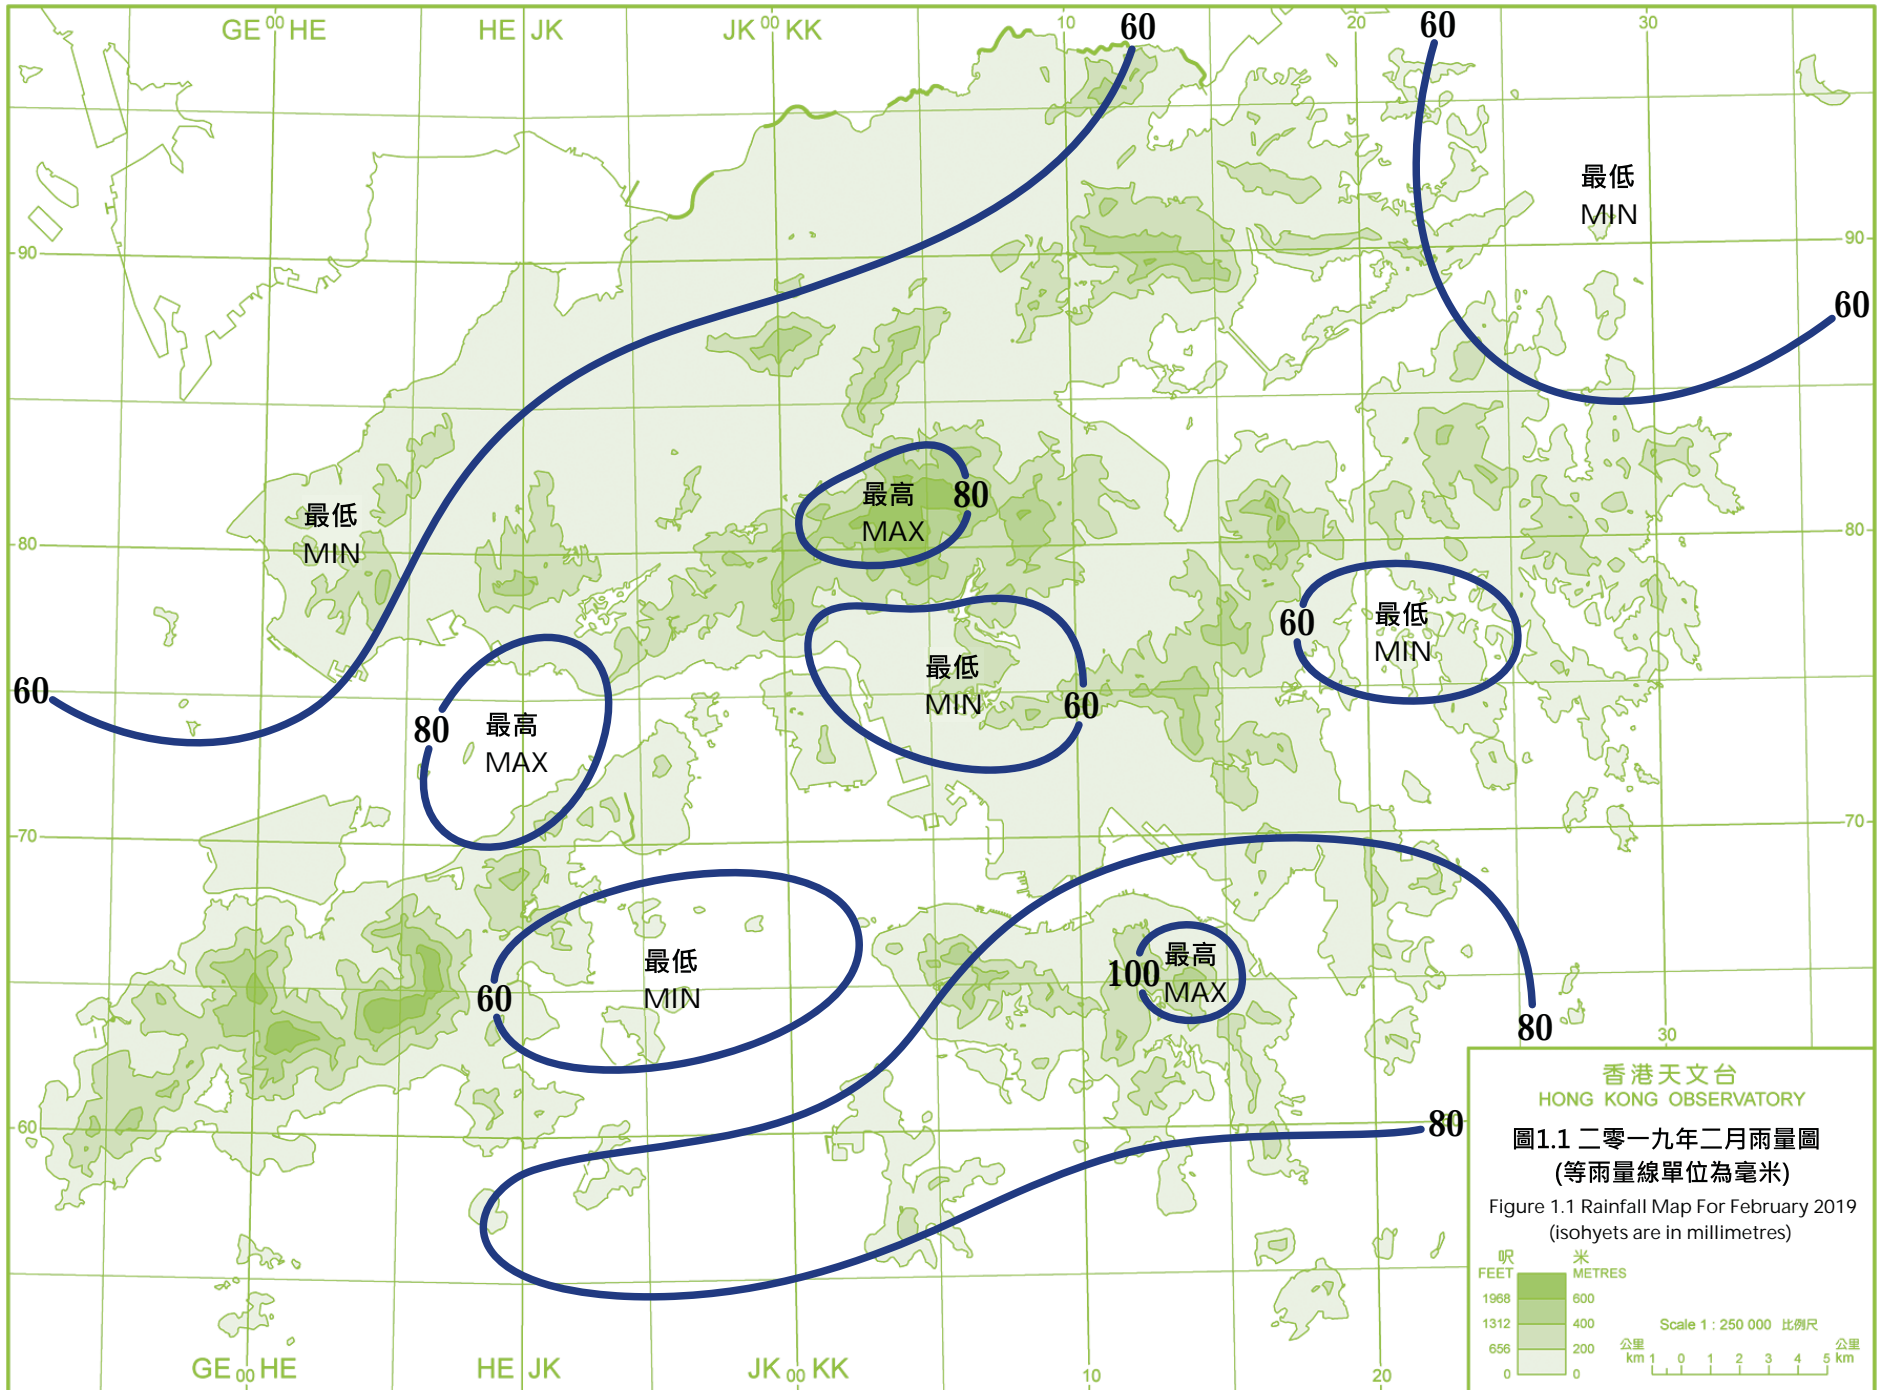 GE 00 HE
HE JK
JK 00 KK
10
60
20
60
30
最低
MIN
90
90
60
最高
MAX
80
最低
MIN
80
80
最低
MIN
60
最低
MIN
60
60
80
最高
MAX
70
70
最低
MIN
60
最高
MAX
100
80
30
60
80
香港天文台
HONG KONG OBSERVATORY
圖1.1 二零一九年二月雨量圖
(等雨量線單位為毫米)
Figure 1.1 Rainfall Map For February 2019
(isohyets are in millimetres)
呎 米
FEET METRES
1968 600
1312 400
656 200
0 0
Scale 1 : 250 000 比例尺
公里 公里
km 1 0 1 2 3 4 5 km
GE 00 HE
HE JK
JK 00 KK
10
20